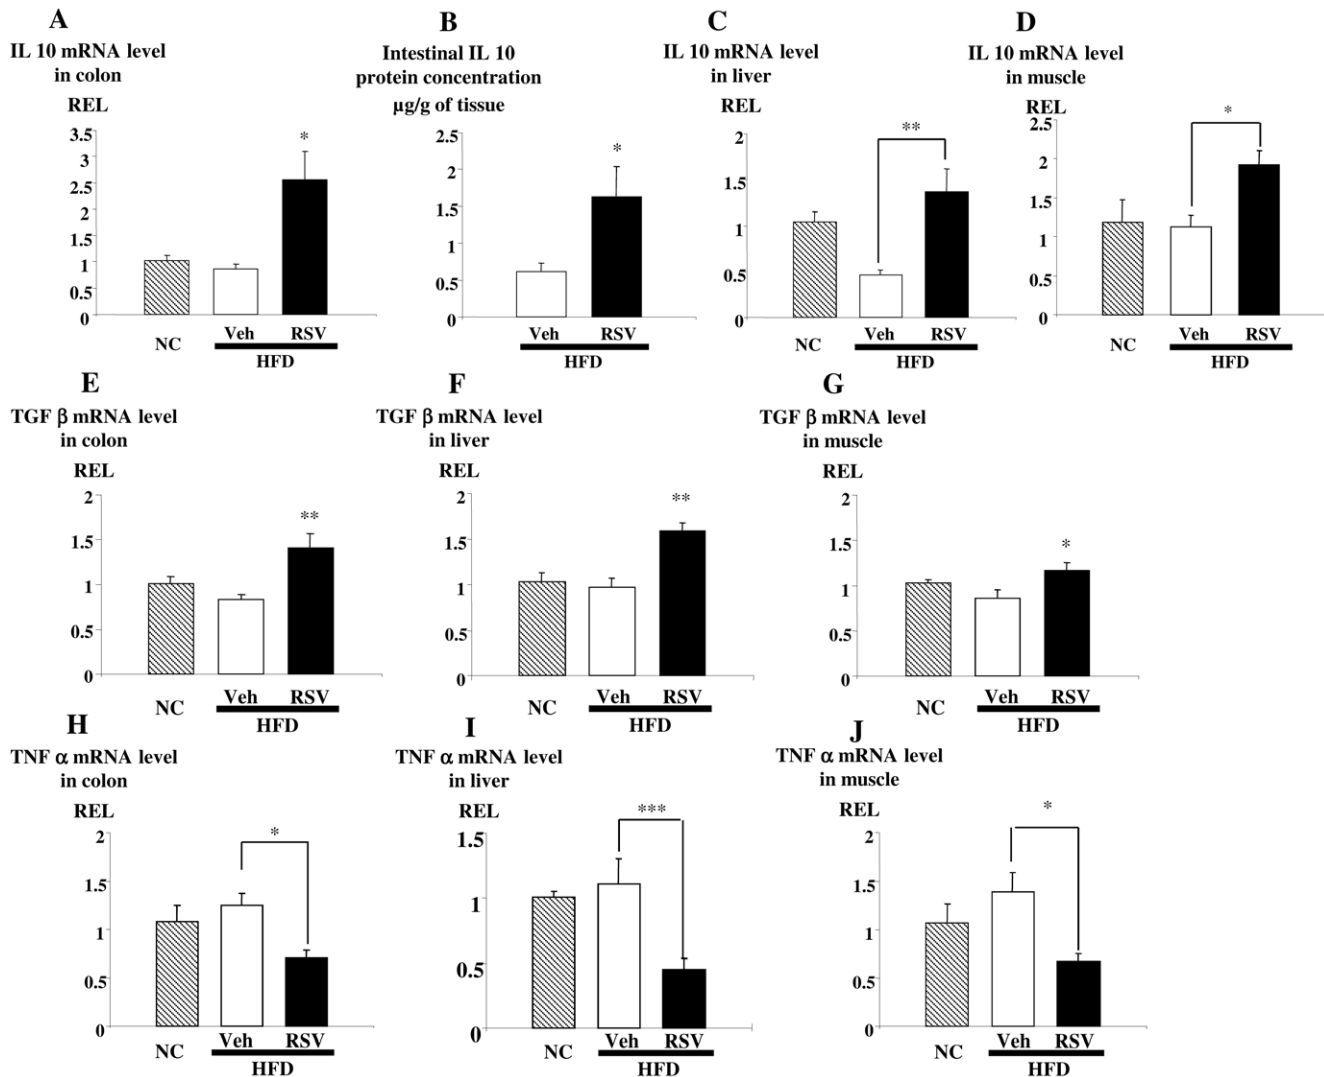 A
IL 10 mRNA level
in colon
REL
3.5
3
2.5
2
1.5
1
0.5
0
*
NC
Veh
RSV
HFD
B
Intestinal IL 10
protein concentration
µg/g of tissue
2.5
2
1.5
1
0.5
0
*
Veh
RSV
HFD
C
IL 10 mRNA level
in liver
REL
2
1.5
1
0.5
0
**
NC
Veh
RSV
HFD
D
IL 10 mRNA level
in muscle
REL
2.5
2
1.5
1
0.5
0
*
NC
Veh
RSV
HFD
E
TGF β mRNA level
in colon
REL
2
1.5
1
0.5
0
**
NC
Veh
RSV
HFD
F
TGF β mRNA level
in liver
REL
2
1.5
1
0.5
0
**
NC
Veh
RSV
HFD
G
TGF β mRNA level
in muscle
REL
2
1.5
1
0.5
0
*
NC
Veh
RSV
HFD
H
TNF α mRNA level
in colon
REL
2
1.5
1
0.5
0
*
NC
Veh
RSV
HFD
I
TNF α mRNA level
in liver
REL
1.5
1
0.5
0
***
NC
Veh
RSV
HFD
J
TNF α mRNA level
in muscle
REL
2
1.5
1
0.5
0
*
NC
Veh
RSV
HFD